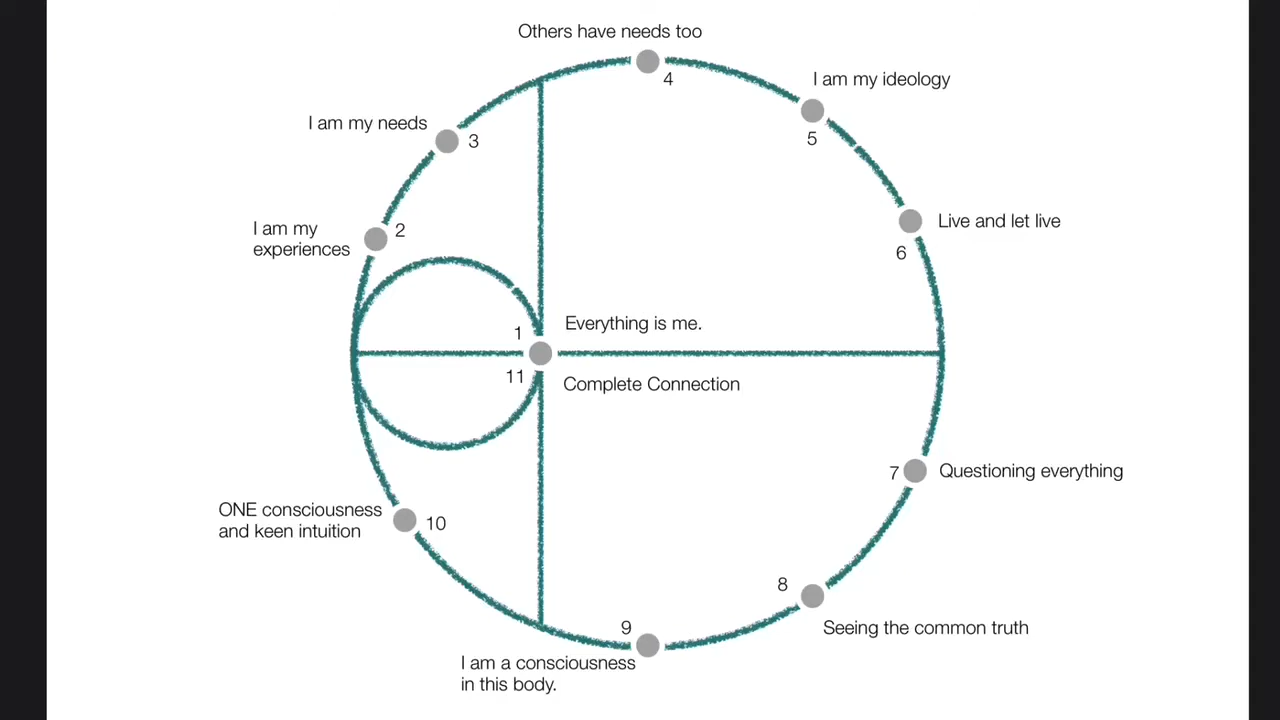 Others have needs too
4
I am my ideology
5
I am my needs
3
I am my
experiences
2
Live and let live
6
1
Everything is me.
11
Complete Connection
7
Questioning everything
ONE consciousness
and keen intuition
10
8
Seeing the common truth
9
I am a consciousness
in this body.